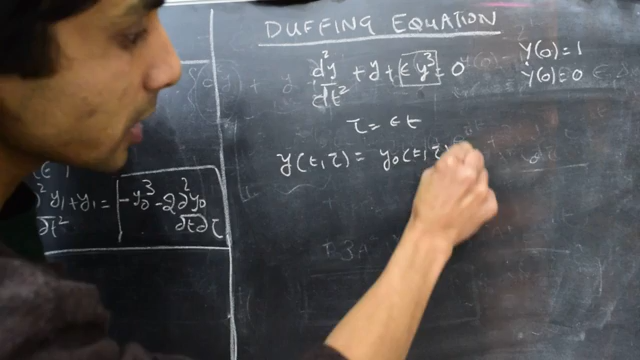 DUFFING EQUATION
d²y/dt² + y + ϵy³ = 0
y(0) = 1
ẏ(0) = 0
τ = ϵt
y(t,τ) = y₀(t,τ)
∂²y₁/∂t² + y₁ = -y₀³ - 2∂²y₀/∂t∂τ